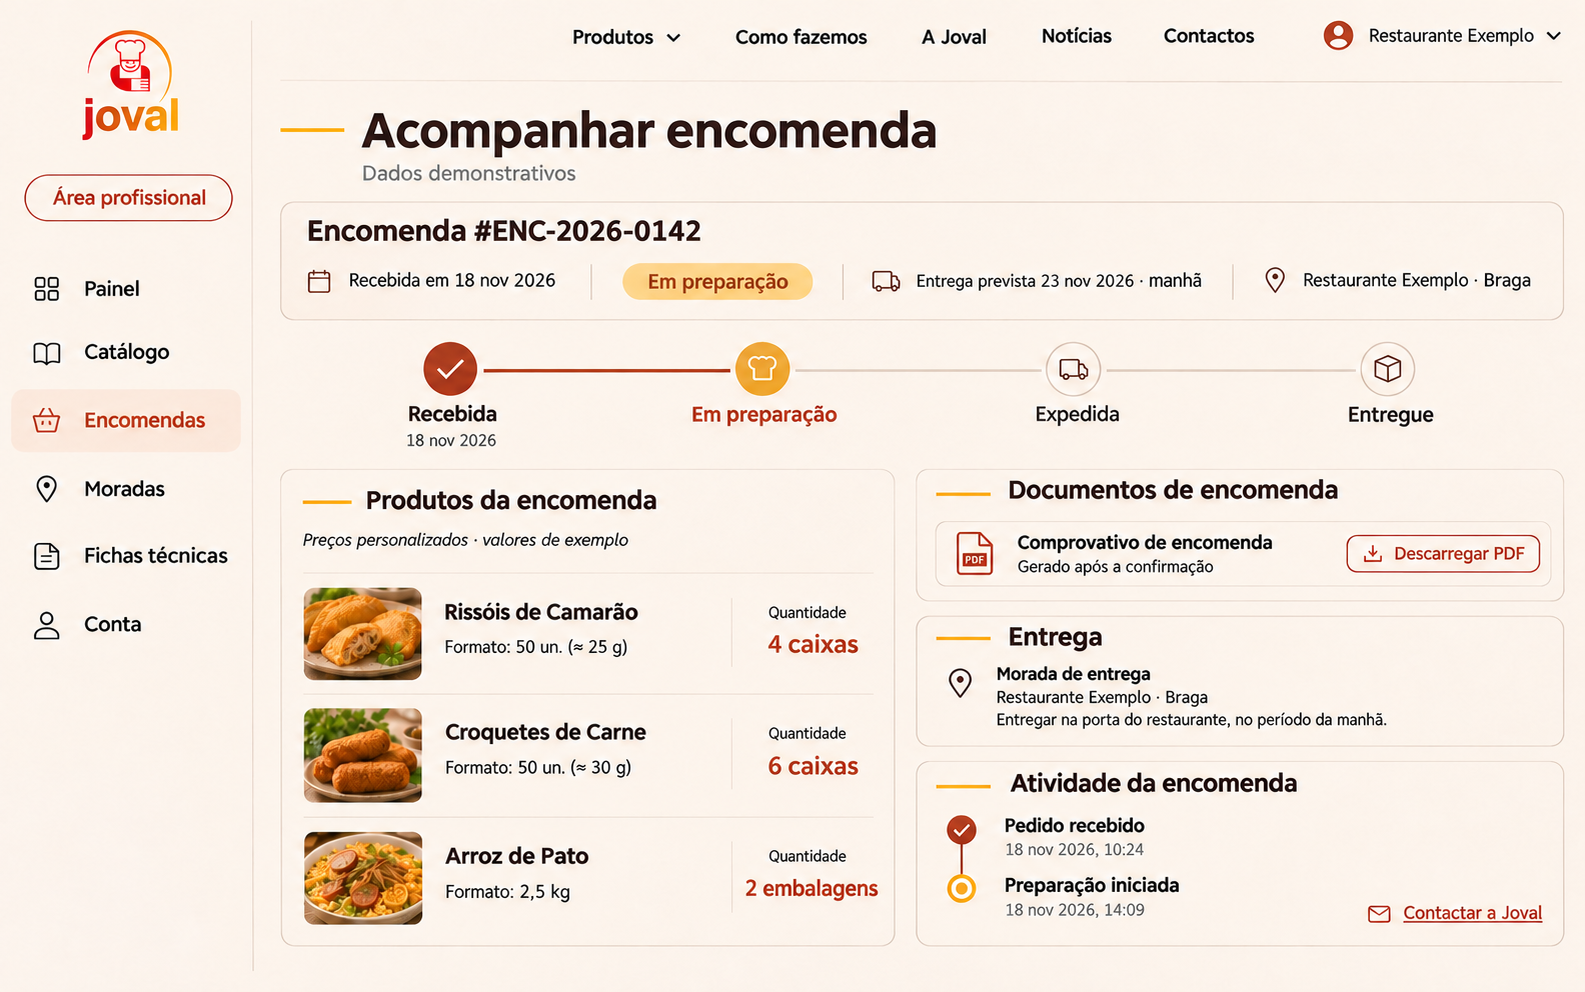 joval
Produtos
Como fazemos
A Joval
Notícias
Contactos
Restaurante Exemplo
Área profissional
Painel
Catálogo
Encomendas
Moradas
Fichas técnicas
Conta
Acompanhar encomenda
Dados demonstrativos
Encomenda #ENC-2026-0142
Recebida em 18 nov 2026
Em preparação
Entrega prevista 23 nov 2026 · manhã
Restaurante Exemplo · Braga
Recebida
18 nov 2026
Em preparação
Expedida
Entregue
Produtos da encomenda
Preços personalizados · valores de exemplo
Rissóis de Camarão
Formato: 50 un. (≈ 25 g)
Quantidade
4 caixas
Croquetes de Carne
Formato: 50 un. (≈ 30 g)
Quantidade
6 caixas
Arroz de Pato
Formato: 2,5 kg
Quantidade
2 embalagens
Documentos de encomenda
PDF
Comprovativo de encomenda
Gerado após a confirmação
Descarregar PDF
Entrega
Morada de entrega
Restaurante Exemplo · Braga
Entregar na porta do restaurante, no período da manhã.
Atividade da encomenda
Pedido recebido
18 nov 2026, 10:24
Preparação iniciada
18 nov 2026, 14:09
Contactar a Joval